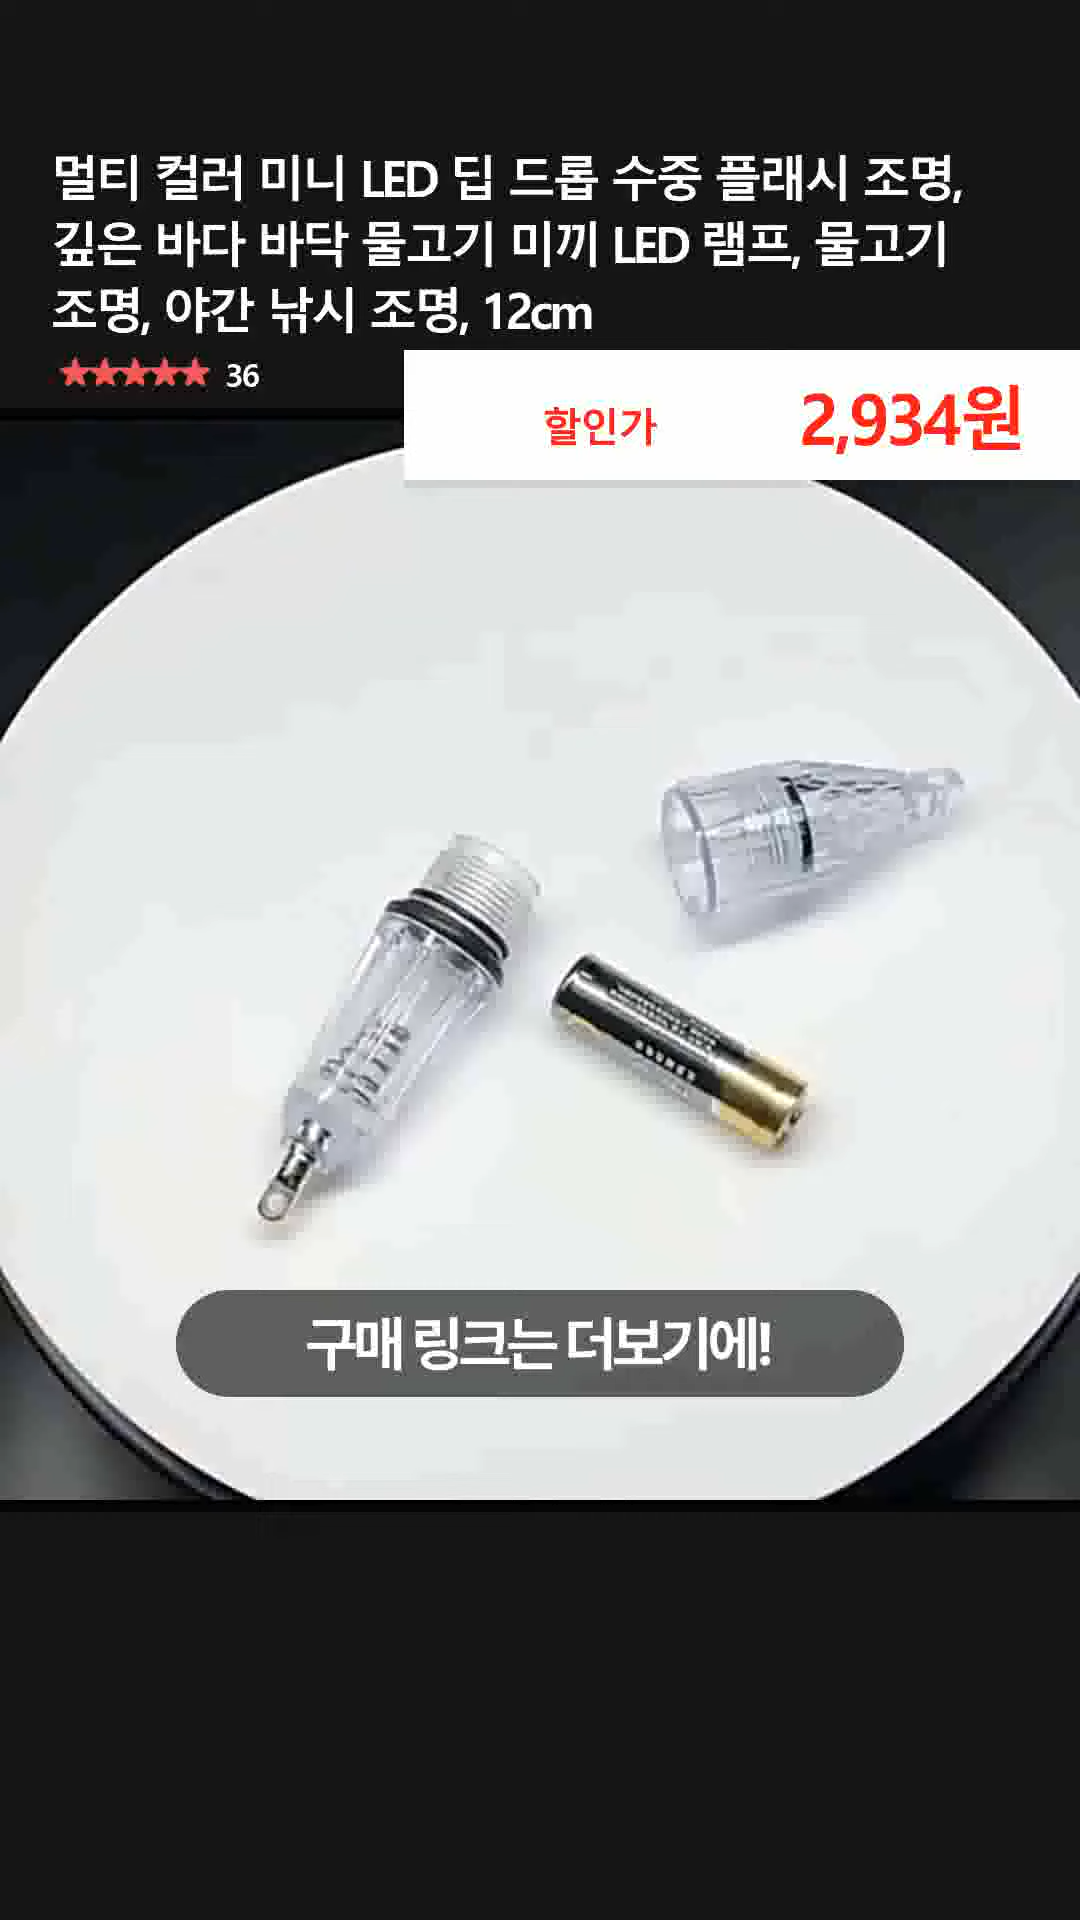 멀티 컬러 미니 LED 딥 드롭 수중 플래시 조명,
깊은 바다 바닥 물고기 미끼 LED 램프, 물고기
조명, 야간 낚시 조명, 12cm
36
할인가 2,934원
구매 링크는 더보기에!